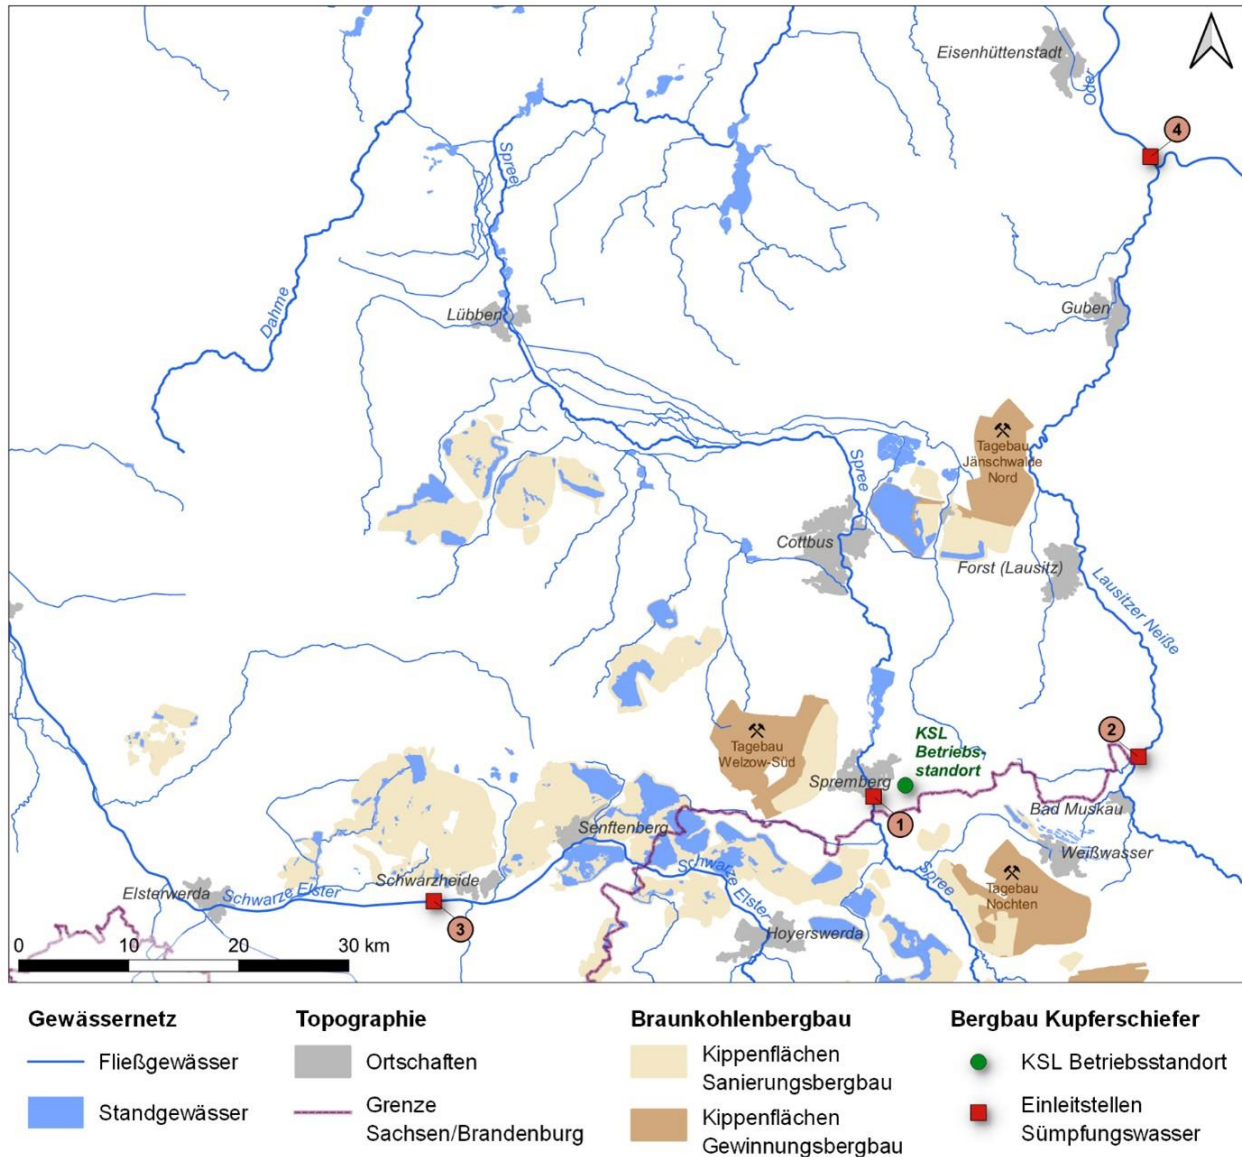 Eisenhüttenstadt
Oder
4
Spree
Dahme
Lübben
Guben
Tagebau
Jänschwalde
Nord
Spree
Cottbus
Forst (Lausitz)
Lausitzer Neiße
2
KSL
Betriebs-
standort
Tagebau
Welzow-Süd
Spremberg
Bad Muskau
1
Senftenberg
Weißwasser
Schwarze Elster
Spree
Tagebau
Nochten
Schwarzheide
Elsterwerda
Schwarze Elster
3
Hoyerswerda
0 10 20 30 km
Gewässernetz
Fließgewässer
Standgewässer
Topographie
Ortschaften
Grenze
Sachsen/Brandenburg
Braunkohlenbergbau
Kippenflächen
Sanierungsbergbau
Kippenflächen
Gewinnungsbergbau
Bergbau Kupferschiefer
KSL Betriebsstandort
Einleitstellen
Sümpfungswasser